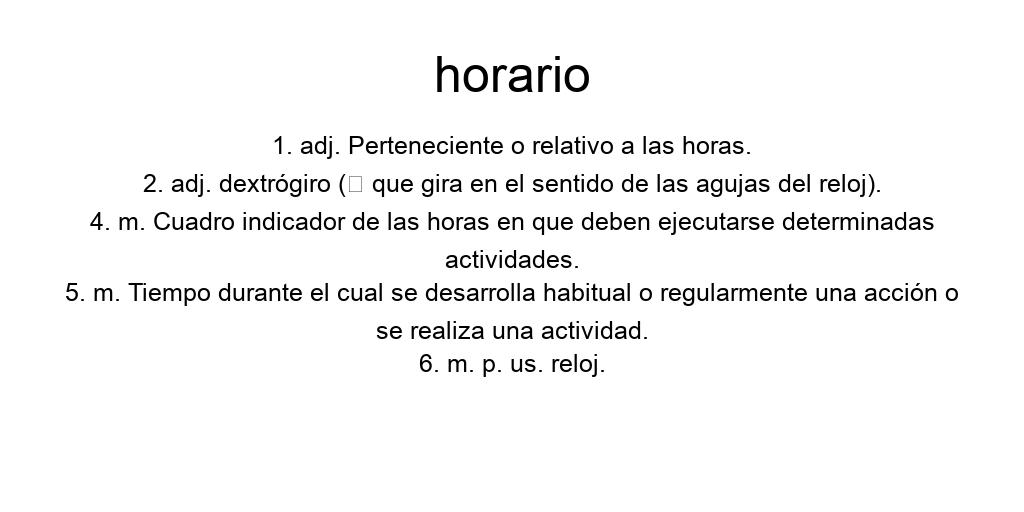 horario
1. adj. Perteneciente o relativo a las horas.
2. adj. dextrógiro (▯ que gira en el sentido de las agujas del reloj).
4. m. Cuadro indicador de las horas en que deben ejecutarse determinadas
actividades.
5. m. Tiempo durante el cual se desarrolla habitual o regularmente una acción o
se realiza una actividad.
6. m. p. us. reloj.